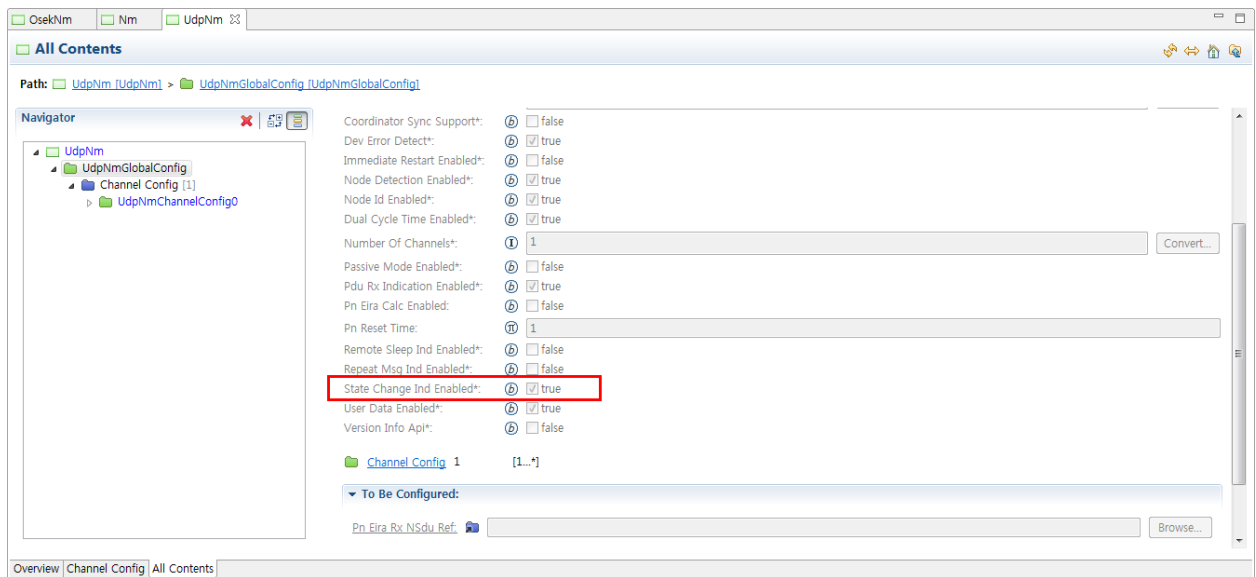 OsekNm Nm UdpNm
All Contents
Path: UdpNm [UdpNm] > UdpNmGlobalConfig [UdpNmGlobalConfig]
Navigator
UdpNm
UdpNmGlobalConfig
Channel Config [1]
UdpNmChannelConfig0
Coordinator Sync Support*: false
Dev Error Detect*: true
Immediate Restart Enabled*: false
Node Detection Enabled*: true
Node Id Enabled*: true
Dual Cycle Time Enabled*: true
Number Of Channels*: 1 Convert...
Passive Mode Enabled*: false
Pdu Rx Indication Enabled*: true
Pn Eira Calc Enabled: false
Pn Reset Time: 1
Remote Sleep Ind Enabled*: false
Repeat Msg Ind Enabled*: false
State Change Ind Enabled*: true
User Data Enabled*: true
Version Info Api*: false
Channel Config 1 [1...*]
To Be Configured:
Pn Eira Rx NSdu Ref: Browse...
Overview Channel Config All Contents